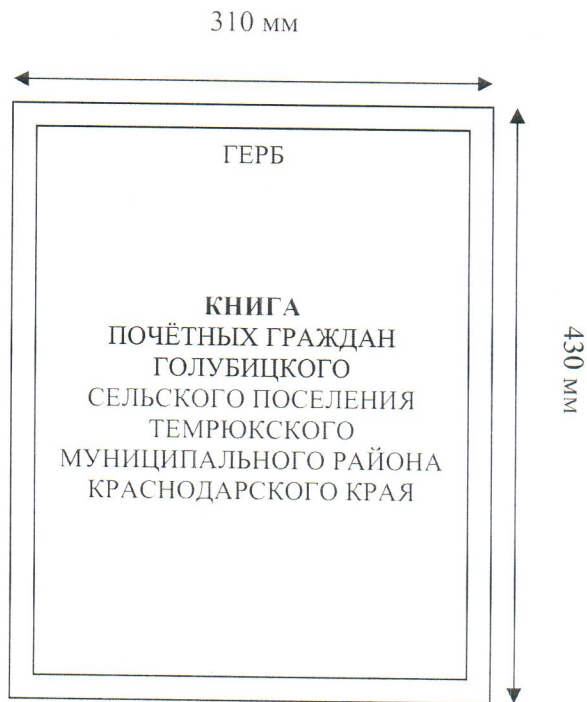 310 мм
ГЕРБ
КНИГА
ПОЧЁТНЫХ ГРАЖДАН
ГОЛУБИЦКОГО
СЕЛЬСКОГО ПОСЕЛЕНИЯ
ТЕМРЮКСКОГО
МУНИЦИПАЛЬНОГО РАЙОНА
КРАСНОДАРСКОГО КРАЯ
430 мм